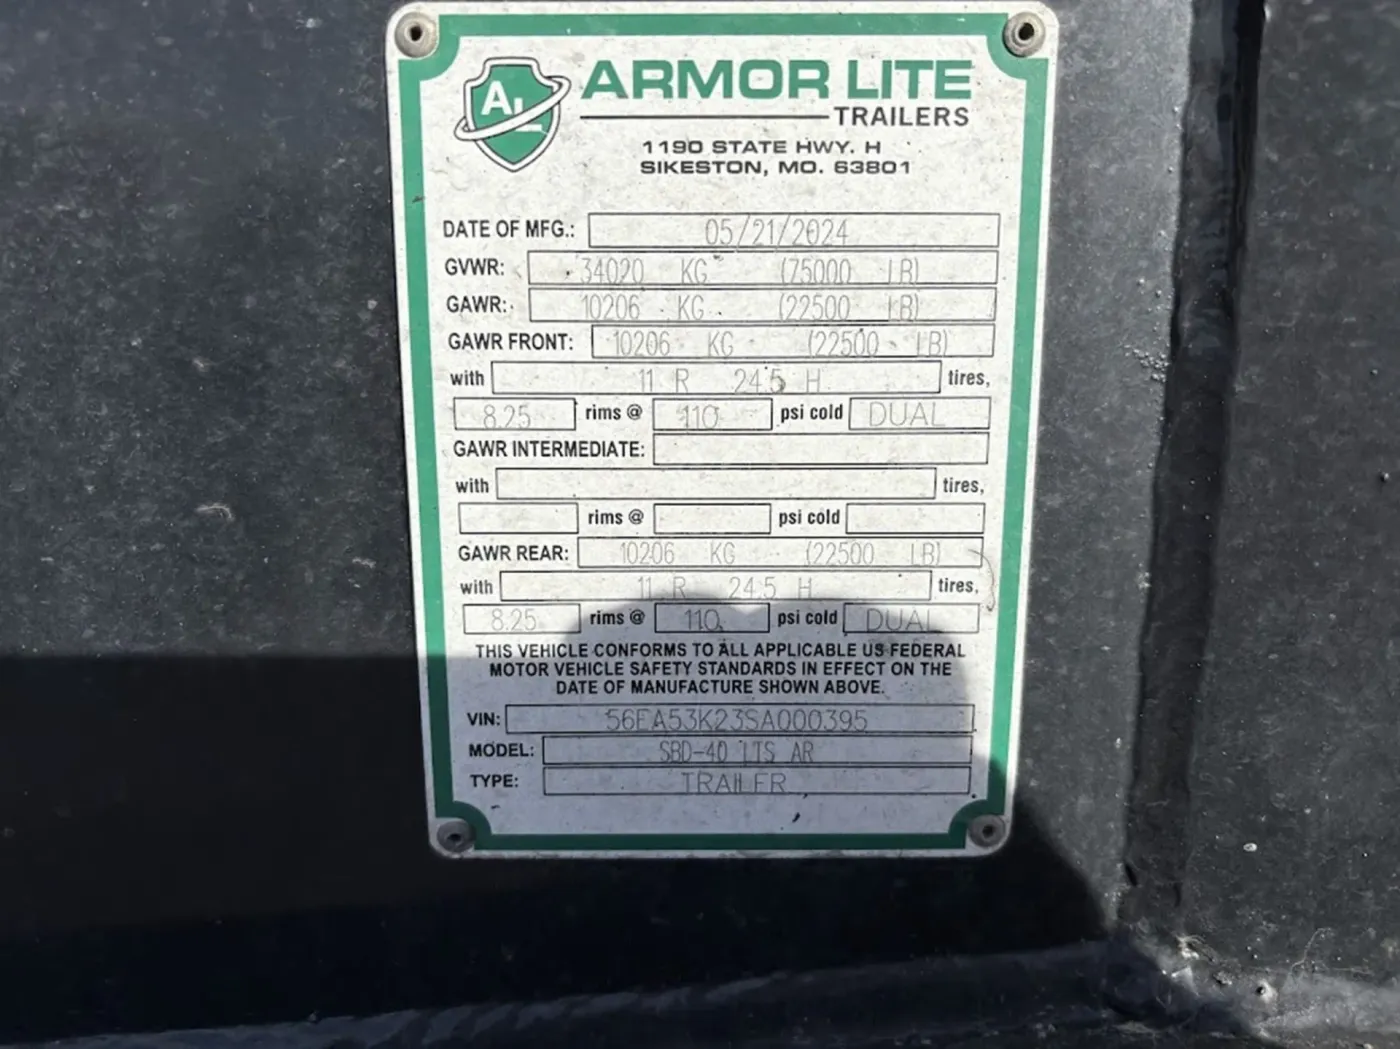 AL
ARMOR LITE
TRAILERS
1190 STATE HWY. H
SIKESTON, MO. 63801
DATE OF MFG.: 05/21/2024
GVWR: 34020 KG (75000 LB)
GAWR: 10206 KG (22500 LB)
GAWR FRONT: 10206 KG (22500 LB)
with 11 R 24.5 H tires,
8.25 rims @ 110 psi cold DUAL
GAWR INTERMEDIATE:
with tires,
rims @ psi cold
GAWR REAR: 10206 KG (22500 LB)
with 11 R 24.5 H tires,
8.25 rims @ 110 psi cold DUAL
THIS VEHICLE CONFORMS TO ALL APPLICABLE US FEDERAL
MOTOR VEHICLE SAFETY STANDARDS IN EFFECT ON THE
DATE OF MANUFACTURE SHOWN ABOVE.
VIN: 56EA53K23SA000395
MODEL: SBD-40 LTS AR
TYPE: TRAILER